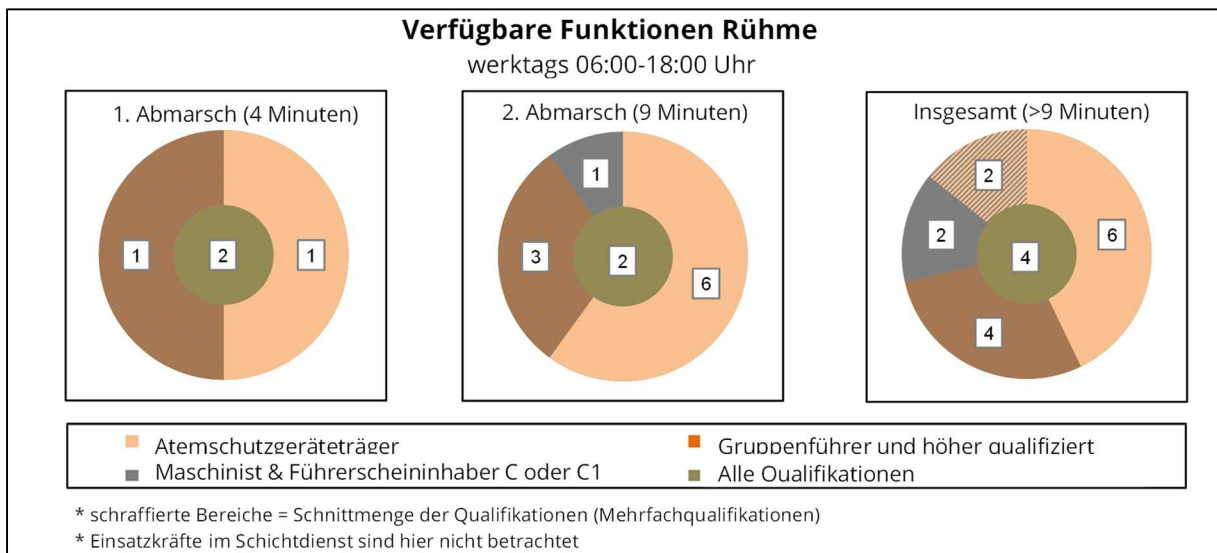 Verfügbare Funktionen Rühme
werktags 06:00-18:00 Uhr
1. Abmarsch (4 Minuten)
1
2
1
2. Abmarsch (9 Minuten)
1
3
2
6
Insgesamt (>9 Minuten)
2
2
6
4
4
Atemschutzgeräteträger
Gruppenführer und höher qualifiziert
Maschinist & Führerscheininhaber C oder C1
Alle Qualifikationen
* schraffierte Bereiche = Schnittmenge der Qualifikationen (Mehrfachqualifikationen)
* Einsatzkräfte im Schichtdienst sind hier nicht betrachtet